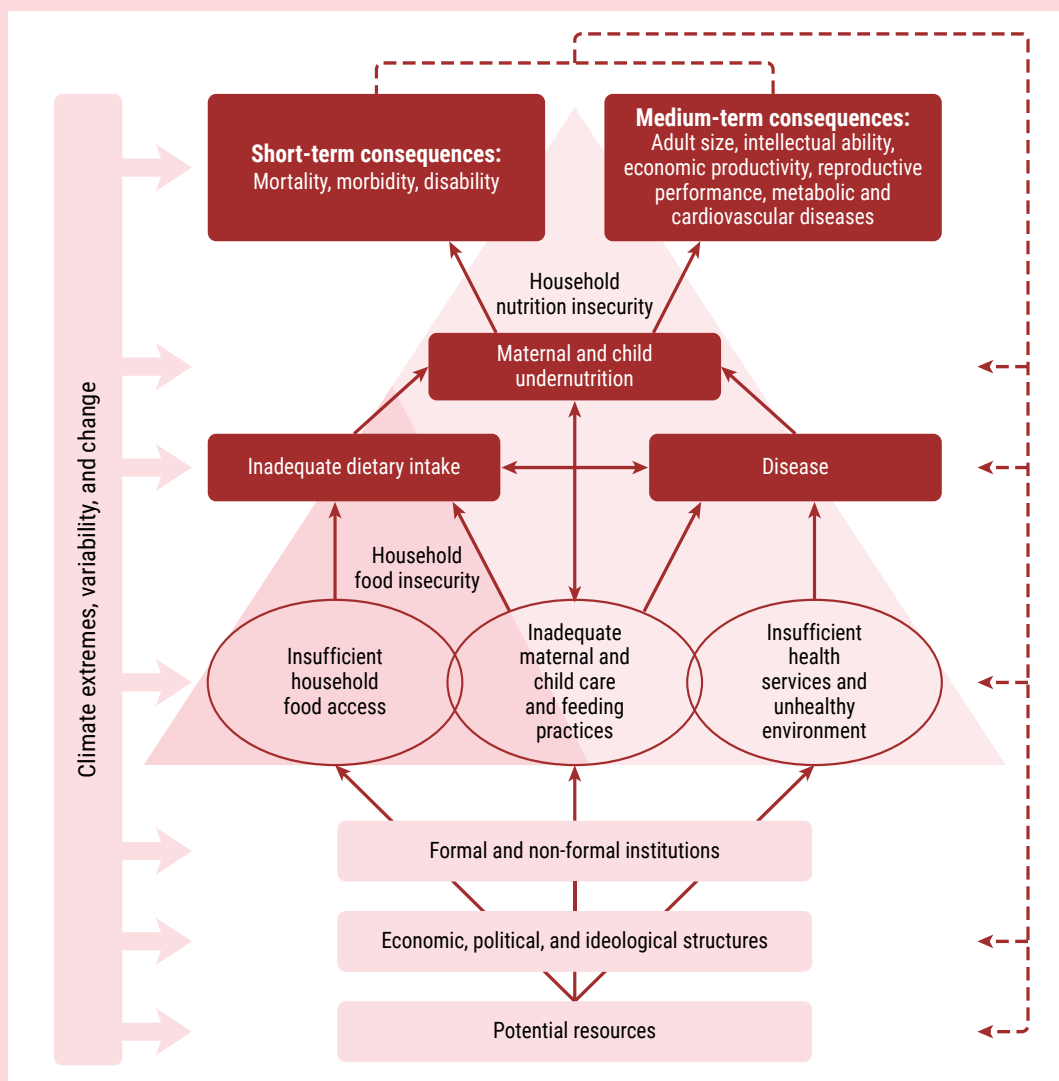 Climate extremes, variability, and change
Short-term consequences:
Mortality, morbidity, disability
Medium-term consequences:
Adult size, intellectual ability,
economic productivity, reproductive
performance, metabolic and
cardiovascular diseases
Household
nutrition insecurity
Maternal and child
undernutrition
Inadequate dietary intake
Disease
Household
food insecurity
Insufficient
household
food access
Inadequate
maternal and
child care
and feeding
practices
Insufficient
health
services and
unhealthy
environment
Formal and non-formal institutions
Economic, political, and ideological structures
Potential resources